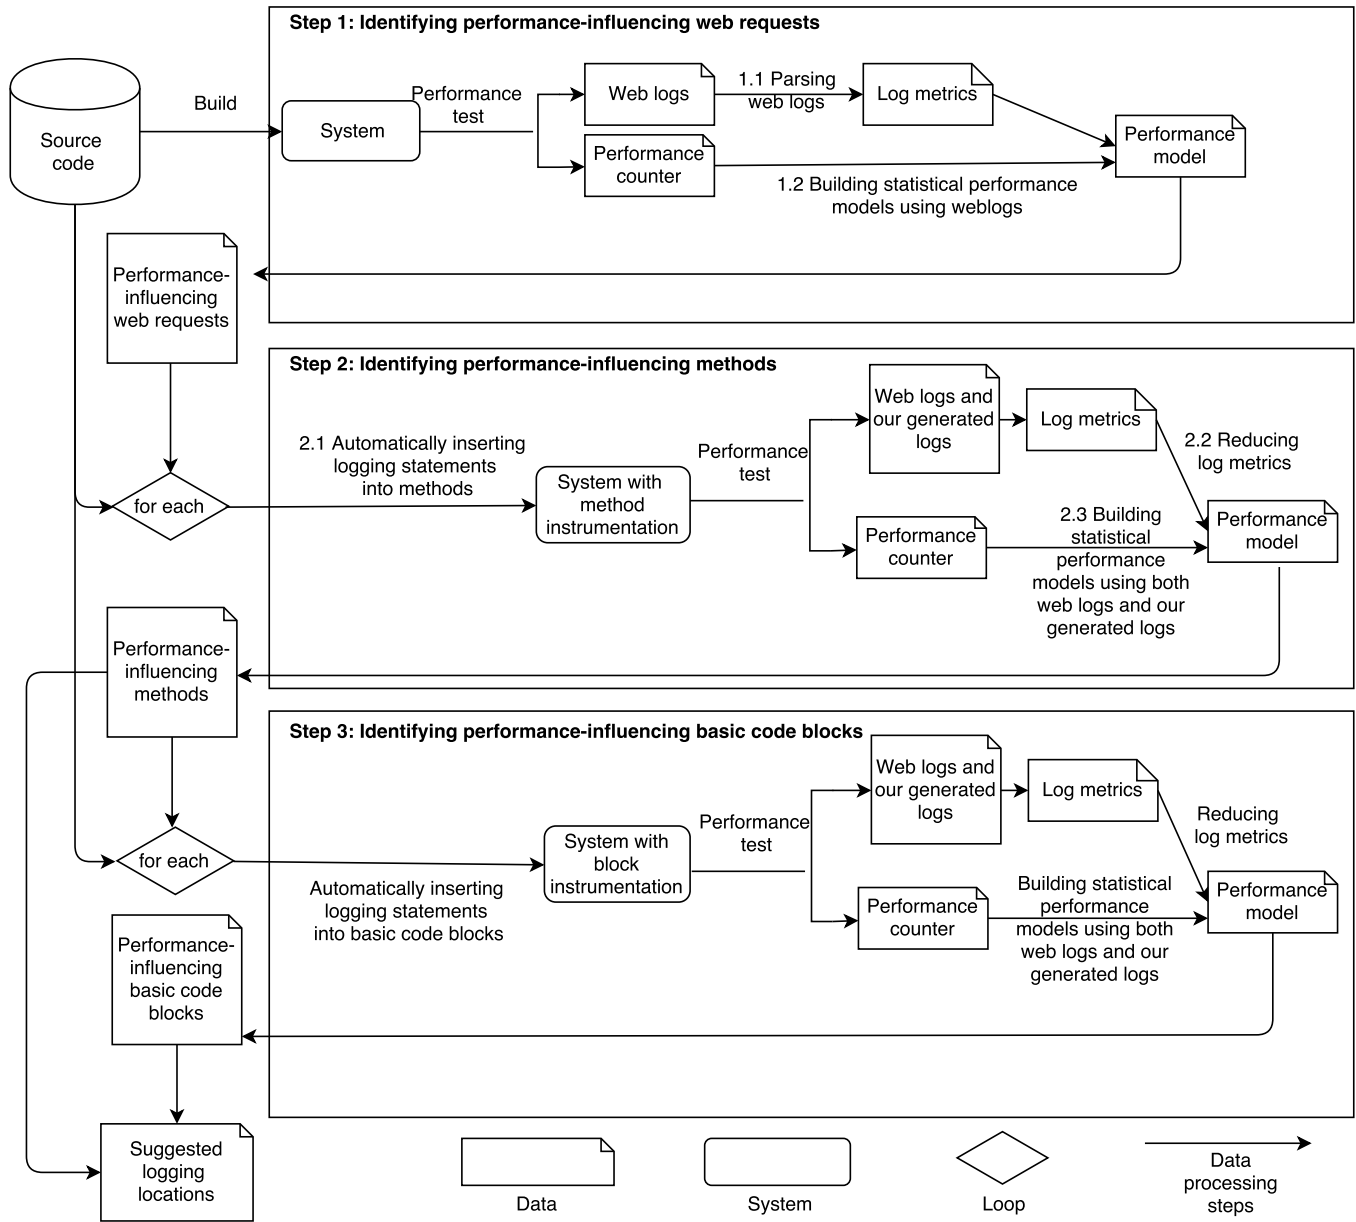 Step 1: Identifying performance-influencing web requests
Source
code
Build
System
Performance
test
Web logs
Performance
counter
1.1 Parsing
web logs
Log metrics
1.2 Building statistical performance
models using weblogs
Performance
model
Performance-
influencing
web requests
Step 2: Identifying performance-influencing methods
for each
2.1 Automatically inserting
logging statements
into methods
System with
method
instrumentation
Performance
test
Web logs and
our generated
logs
Performance
counter
Log metrics
2.2 Reducing
log metrics
2.3 Building
statistical
performance
models using both
web logs and our
generated logs
Performance
model
Performance-
influencing
methods
Step 3: Identifying performance-influencing basic code blocks
for each
Automatically inserting
logging statements
into basic code blocks
System with
block
instrumentation
Performance
test
Web logs and
our generated
logs
Performance
counter
Log metrics
Reducing
log metrics
Building statistical
performance
models using both
web logs and our
generated logs
Performance
model
Performance-
influencing
basic code
blocks
Suggested
logging
locations
Data
System
Loop
Data
processing
steps